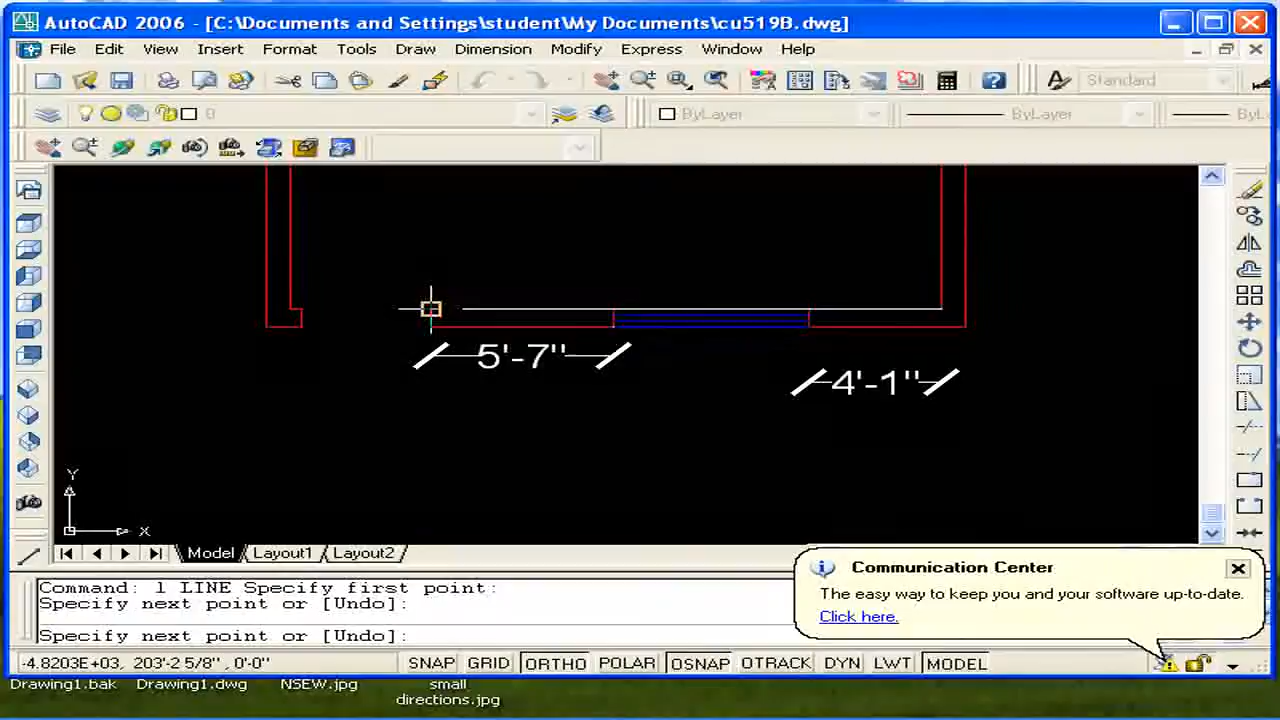 AutoCAD 2006 - [C:\Documents and Settings\student\My Documents\cu519B.dwg]
File Edit View Insert Format Tools Draw Dimension Modify Express Window Help
Standard
0 ByLayer ByLayer ByL
5'-7" 4'-1"
Y
X
Model Layout1 Layout2
Communication Center
The easy way to keep you and your software up-to-date.
Click here.
Command: l LINE Specify first point:
Specify next point or [Undo]:
Specify next point or [Undo]:
-4.8203E+03, 203'-2 5/8" , 0'-0" SNAP GRID ORTHO POLAR OSNAP OTRACK DYN LWT MODEL
Drawing1.bak Drawing1.dwg NSEW.jpg small directions.jpg